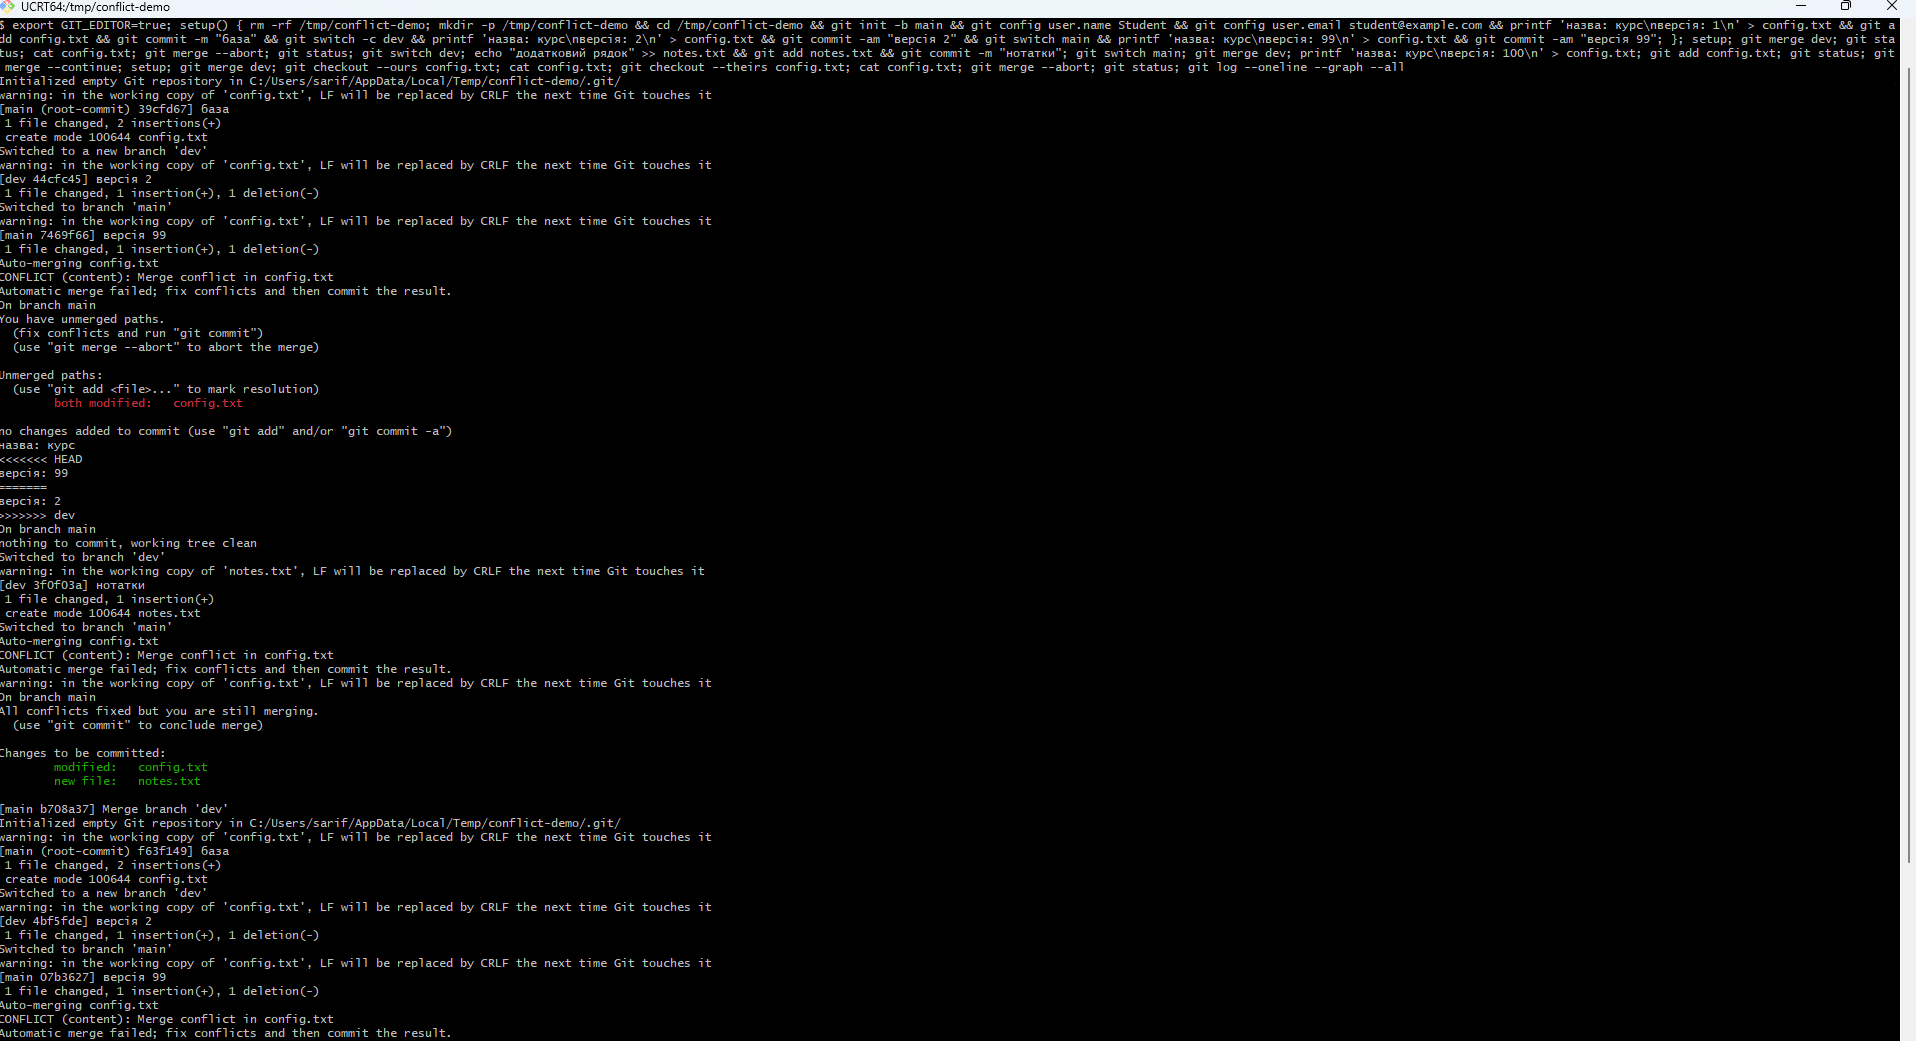 UCRT64:/tmp/conflict-demo
$ export GIT_EDITOR=true; setup() { rm -rf /tmp/conflict-demo; mkdir -p /tmp/conflict-demo && cd /tmp/conflict-demo && git init -b main && git config user.name Student && git config user.email student@example.com && printf 'назва: курс\nверсія: 1\n' > config.txt && git a
dd config.txt && git commit -m "база" && git switch -c dev && printf 'назва: курс\nверсія: 2\n' > config.txt && git commit -am "версія 2" && git switch main && printf 'назва: курс\nверсія: 99\n' > config.txt && git commit -am "версія 99"; }; setup; git merge dev; git sta
tus; cat config.txt; git merge --abort; git status; git switch dev; echo "додатковий рядок" >> notes.txt && git add notes.txt && git commit -m "нотатки"; git switch main; git merge dev; printf 'назва: курс\nверсія: 100\n' > config.txt; git add config.txt; git status; git
 merge --continue; setup; git merge dev; git checkout --ours config.txt; cat config.txt; git checkout --theirs config.txt; cat config.txt; git merge --abort; git status; git log --oneline --graph --all
Initialized empty Git repository in C:/Users/sarif/AppData/Local/Temp/conflict-demo/.git/
warning: in the working copy of 'config.txt', LF will be replaced by CRLF the next time Git touches it
[main (root-commit) 39cfd67] база
 1 file changed, 2 insertions(+)
 create mode 100644 config.txt
Switched to a new branch 'dev'
warning: in the working copy of 'config.txt', LF will be replaced by CRLF the next time Git touches it
[dev 44cfc45] версія 2
 1 file changed, 1 insertion(+), 1 deletion(-)
Switched to branch 'main'
warning: in the working copy of 'config.txt', LF will be replaced by CRLF the next time Git touches it
[main 7469f66] версія 99
 1 file changed, 1 insertion(+), 1 deletion(-)
Auto-merging config.txt
CONFLICT (content): Merge conflict in config.txt
Automatic merge failed; fix conflicts and then commit the result.
On branch main
You have unmerged paths.
  (fix conflicts and run "git commit")
  (use "git merge --abort" to abort the merge)

Unmerged paths:
  (use "git add <file>..." to mark resolution)
        both modified:   config.txt

no changes added to commit (use "git add" and/or "git commit -a")
назва: курс
<<<<<<< HEAD
версія: 99
=======
версія: 2
>>>>>>> dev
On branch main
nothing to commit, working tree clean
Switched to branch 'dev'
warning: in the working copy of 'notes.txt', LF will be replaced by CRLF the next time Git touches it
[dev 3f0f03a] нотатки
 1 file changed, 1 insertion(+)
 create mode 100644 notes.txt
Switched to branch 'main'
Auto-merging config.txt
CONFLICT (content): Merge conflict in config.txt
Automatic merge failed; fix conflicts and then commit the result.
warning: in the working copy of 'config.txt', LF will be replaced by CRLF the next time Git touches it
On branch main
All conflicts fixed but you are still merging.
  (use "git commit" to conclude merge)

Changes to be committed:
        modified:   config.txt
        new file:   notes.txt

[main b708a37] Merge branch 'dev'
Initialized empty Git repository in C:/Users/sarif/AppData/Local/Temp/conflict-demo/.git/
warning: in the working copy of 'config.txt', LF will be replaced by CRLF the next time Git touches it
[main (root-commit) f63f149] база
 1 file changed, 2 insertions(+)
 create mode 100644 config.txt
Switched to a new branch 'dev'
warning: in the working copy of 'config.txt', LF will be replaced by CRLF the next time Git touches it
[dev 4bf5fde] версія 2
 1 file changed, 1 insertion(+), 1 deletion(-)
Switched to branch 'main'
warning: in the working copy of 'config.txt', LF will be replaced by CRLF the next time Git touches it
[main 07b3627] версія 99
 1 file changed, 1 insertion(+), 1 deletion(-)
Auto-merging config.txt
CONFLICT (content): Merge conflict in config.txt
Automatic merge failed; fix conflicts and then commit the result.